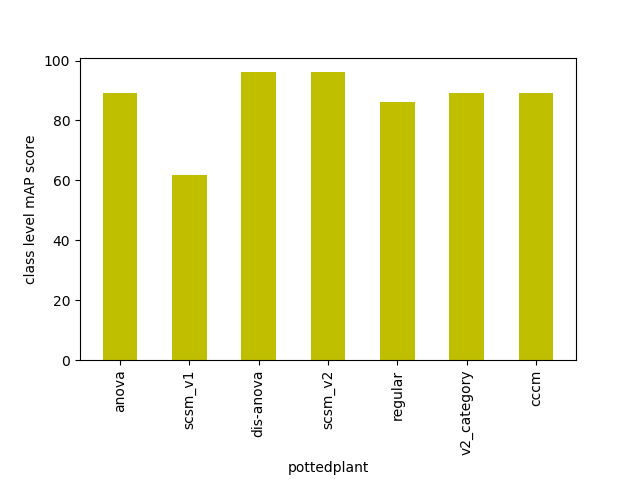 100
80
60
40
20
0
class level mAP score
anova
scsm_v1
dis-anova
scsm_v2
regular
v2_category
cccm
pottedplant